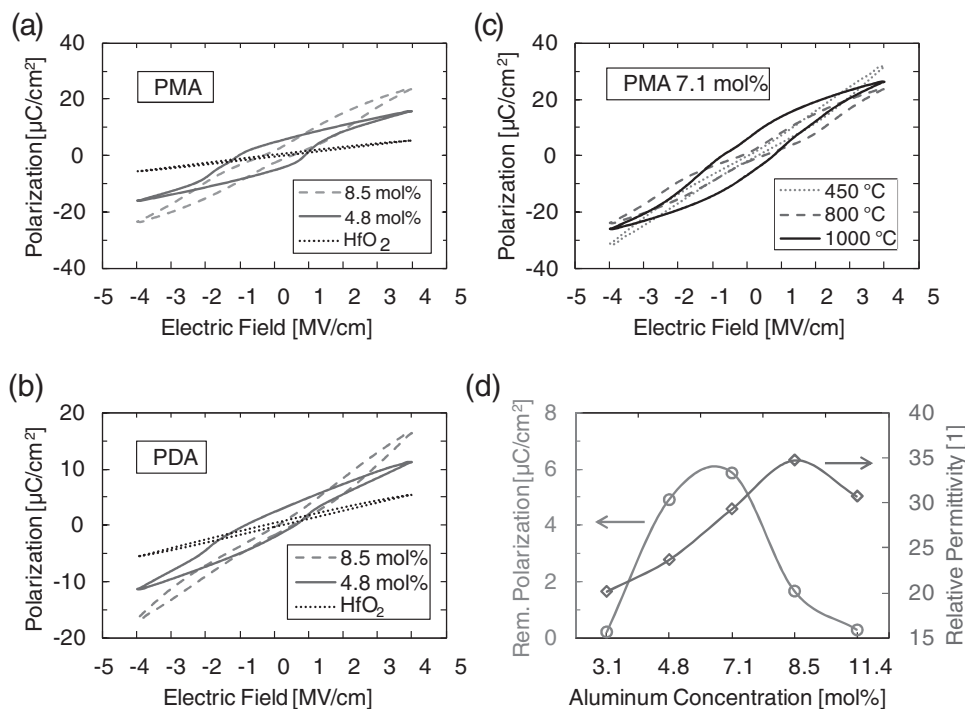 (a)
40
20
0
-20
-40
Polarization [µC/cm²]
PMA
8.5 mol%
4.8 mol%
HfO₂
-5 -4 -3 -2 -1 0 1 2 3 4 5
Electric Field [MV/cm]
(c)
40
20
0
-20
-40
Polarization [µC/cm²]
PMA 7.1 mol%
450 °C
800 °C
1000 °C
-5 -4 -3 -2 -1 0 1 2 3 4 5
Electric Field [MV/cm]
(b)
20
10
0
-10
-20
Polarization [µC/cm²]
PDA
8.5 mol%
4.8 mol%
HfO₂
-5 -4 -3 -2 -1 0 1 2 3 4 5
Electric Field [MV/cm]
(d)
8
6
4
2
0
Rem. Polarization [µC/cm²]
40
35
30
25
20
15
Relative Permittivity [1]
3.1 4.8 7.1 8.5 11.4
Aluminum Concentration [mol%]